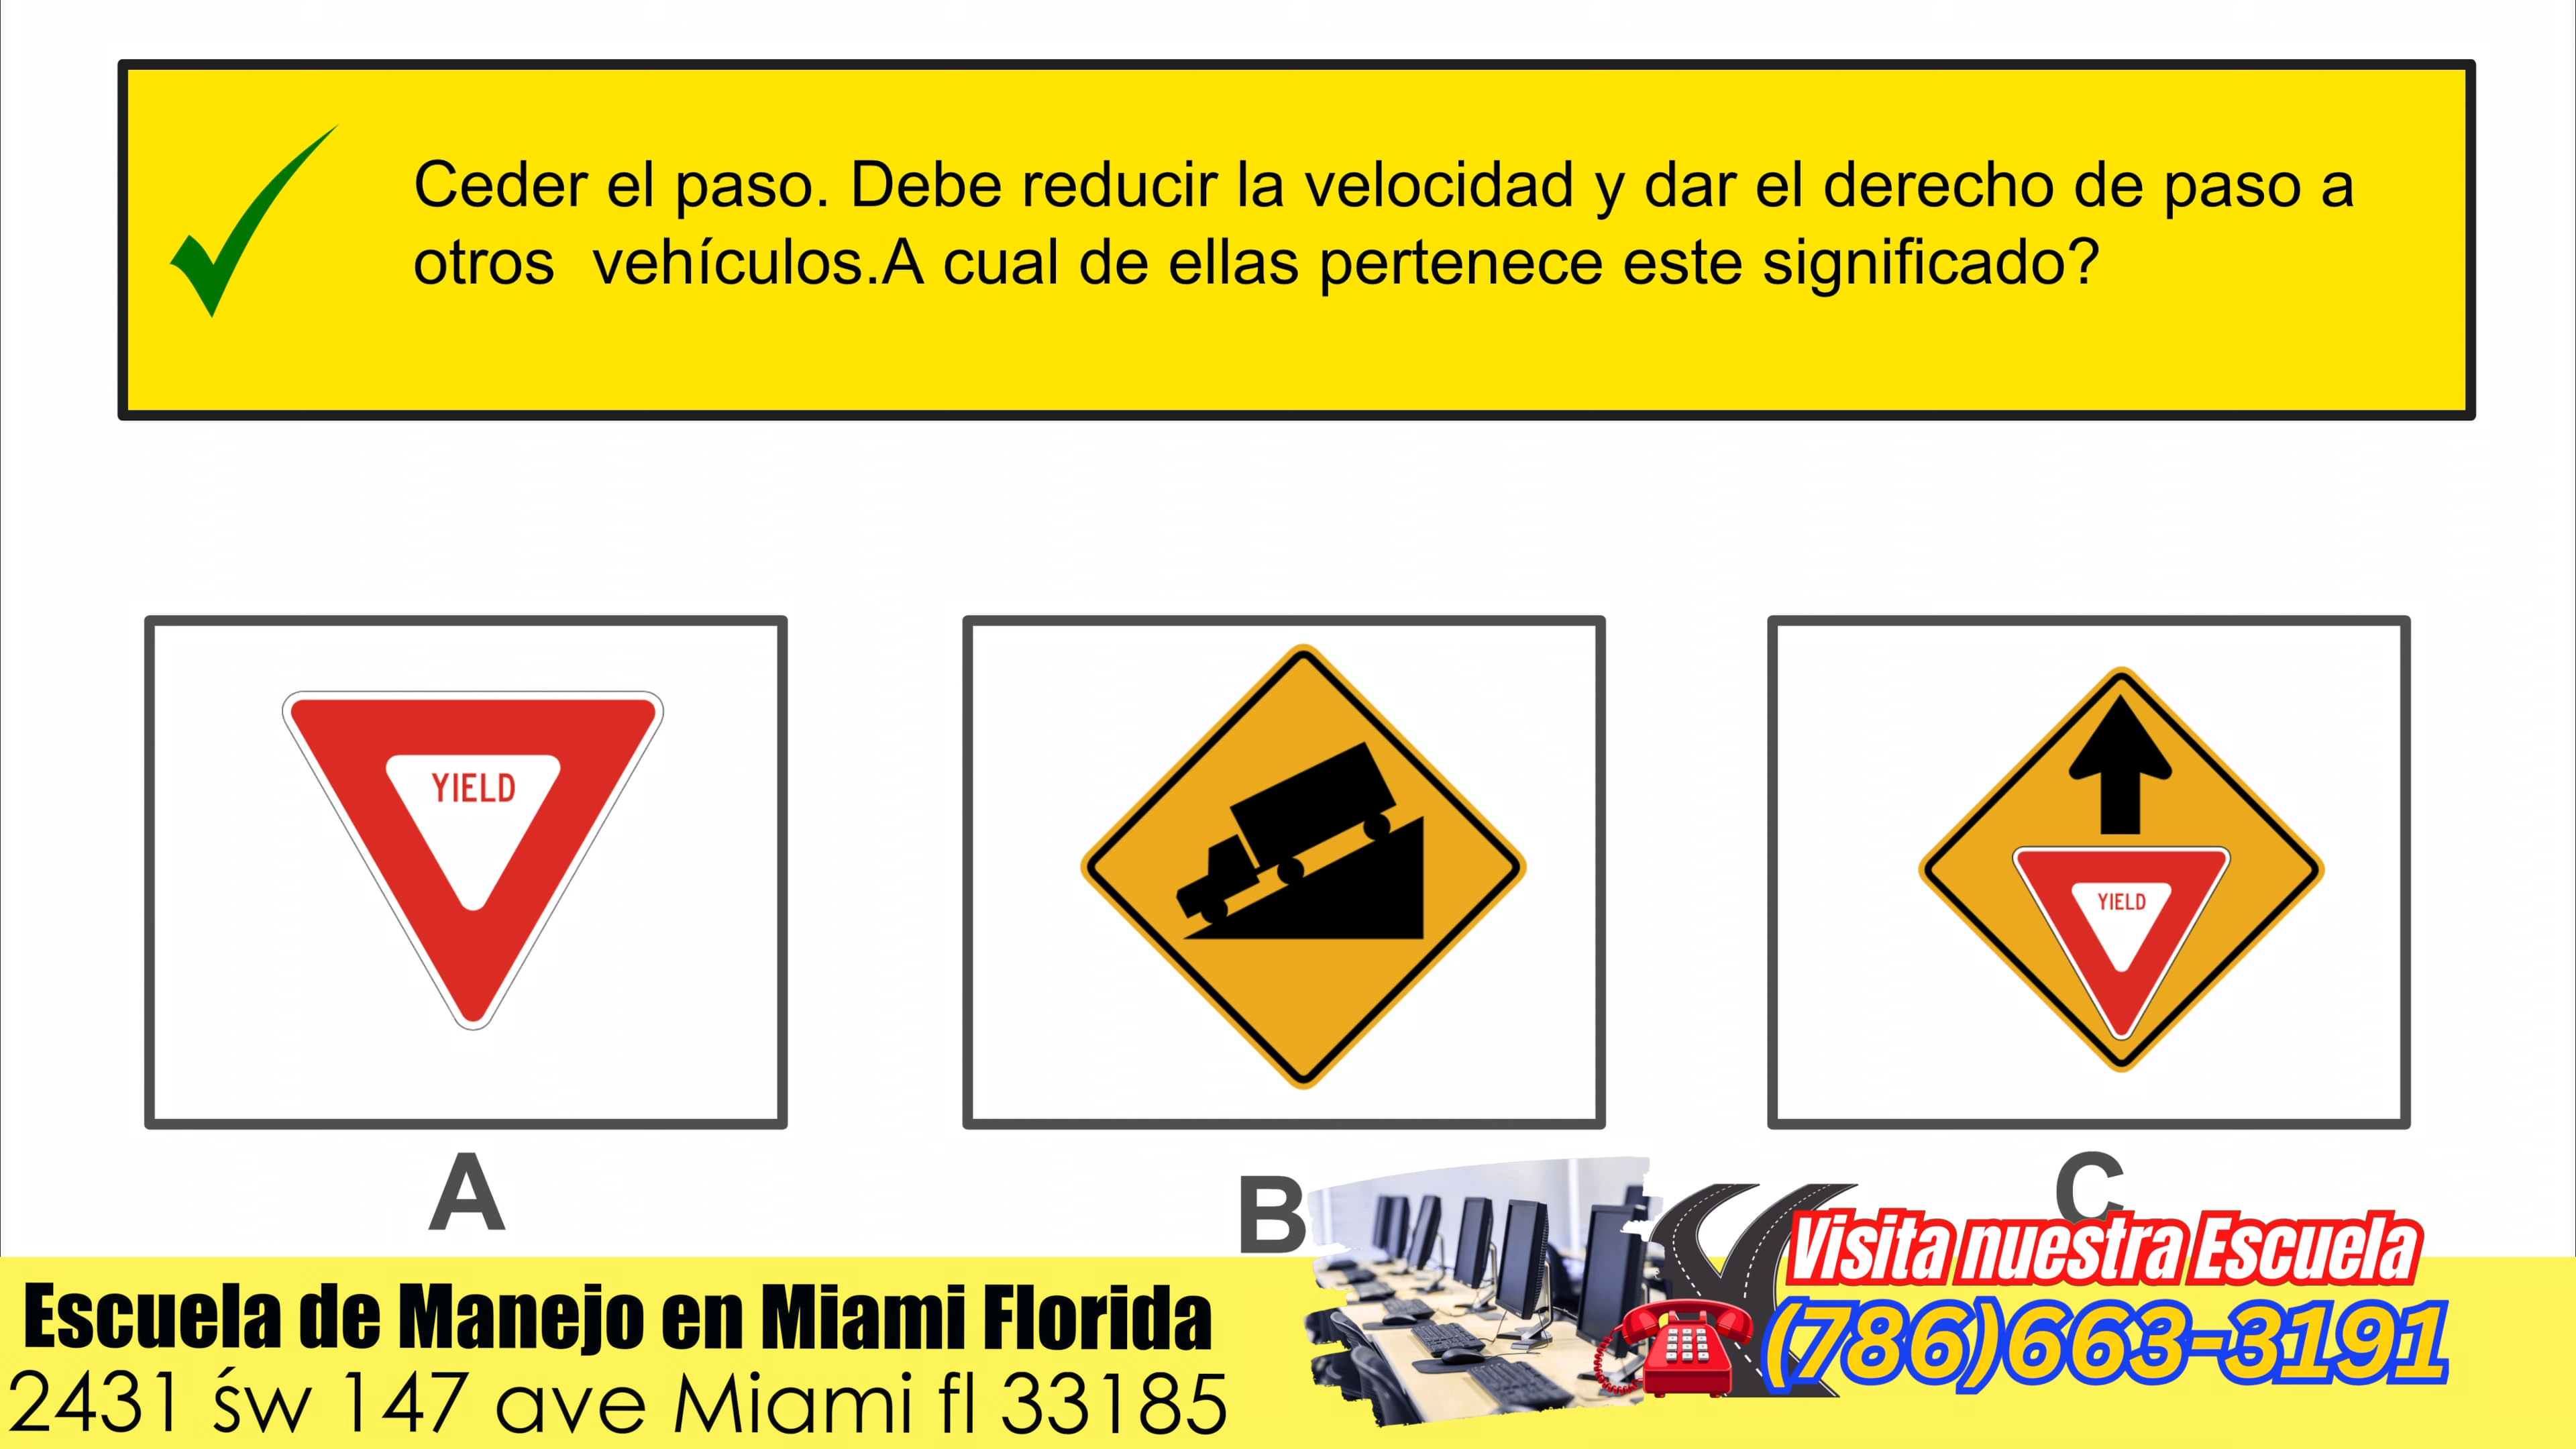 Ceder el paso. Debe reducir la velocidad y dar el derecho de paso a
otros  vehículos.A cual de ellas pertenece este significado?
YIELD
YIELD
A
B
C
Escuela de Manejo en Miami Florida
2431 św 147 ave Miami fl 33185
Visita nuestra Escuela
(786)663-3191